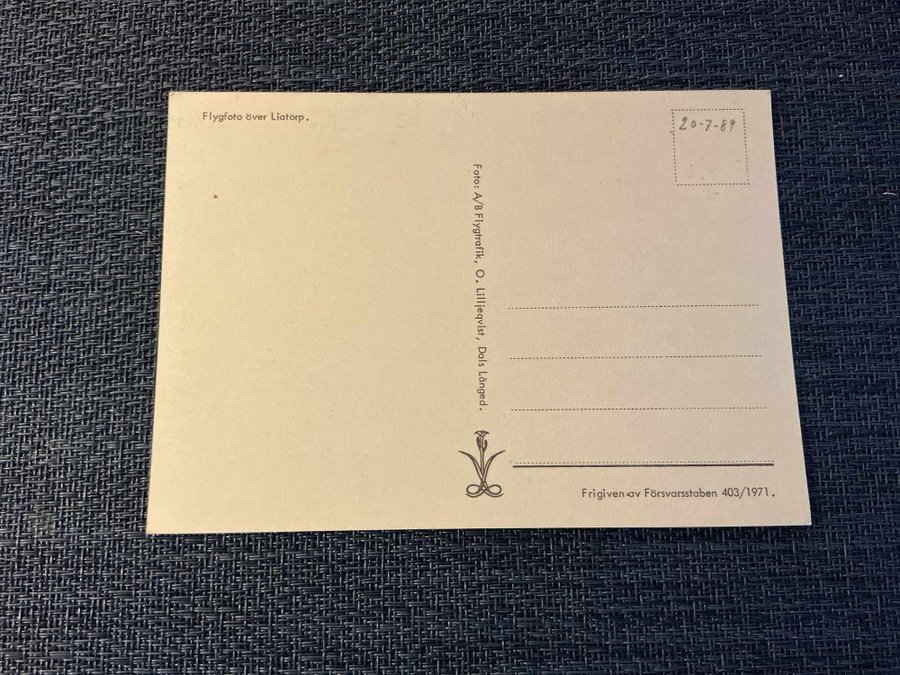 Flygfoto över Liatorp.
20-7-89
Foto: A/B Flygtrafik, O. Lilljeqvist, Dals Långed.
Frigiven av Försvarsstaben 403/1971.